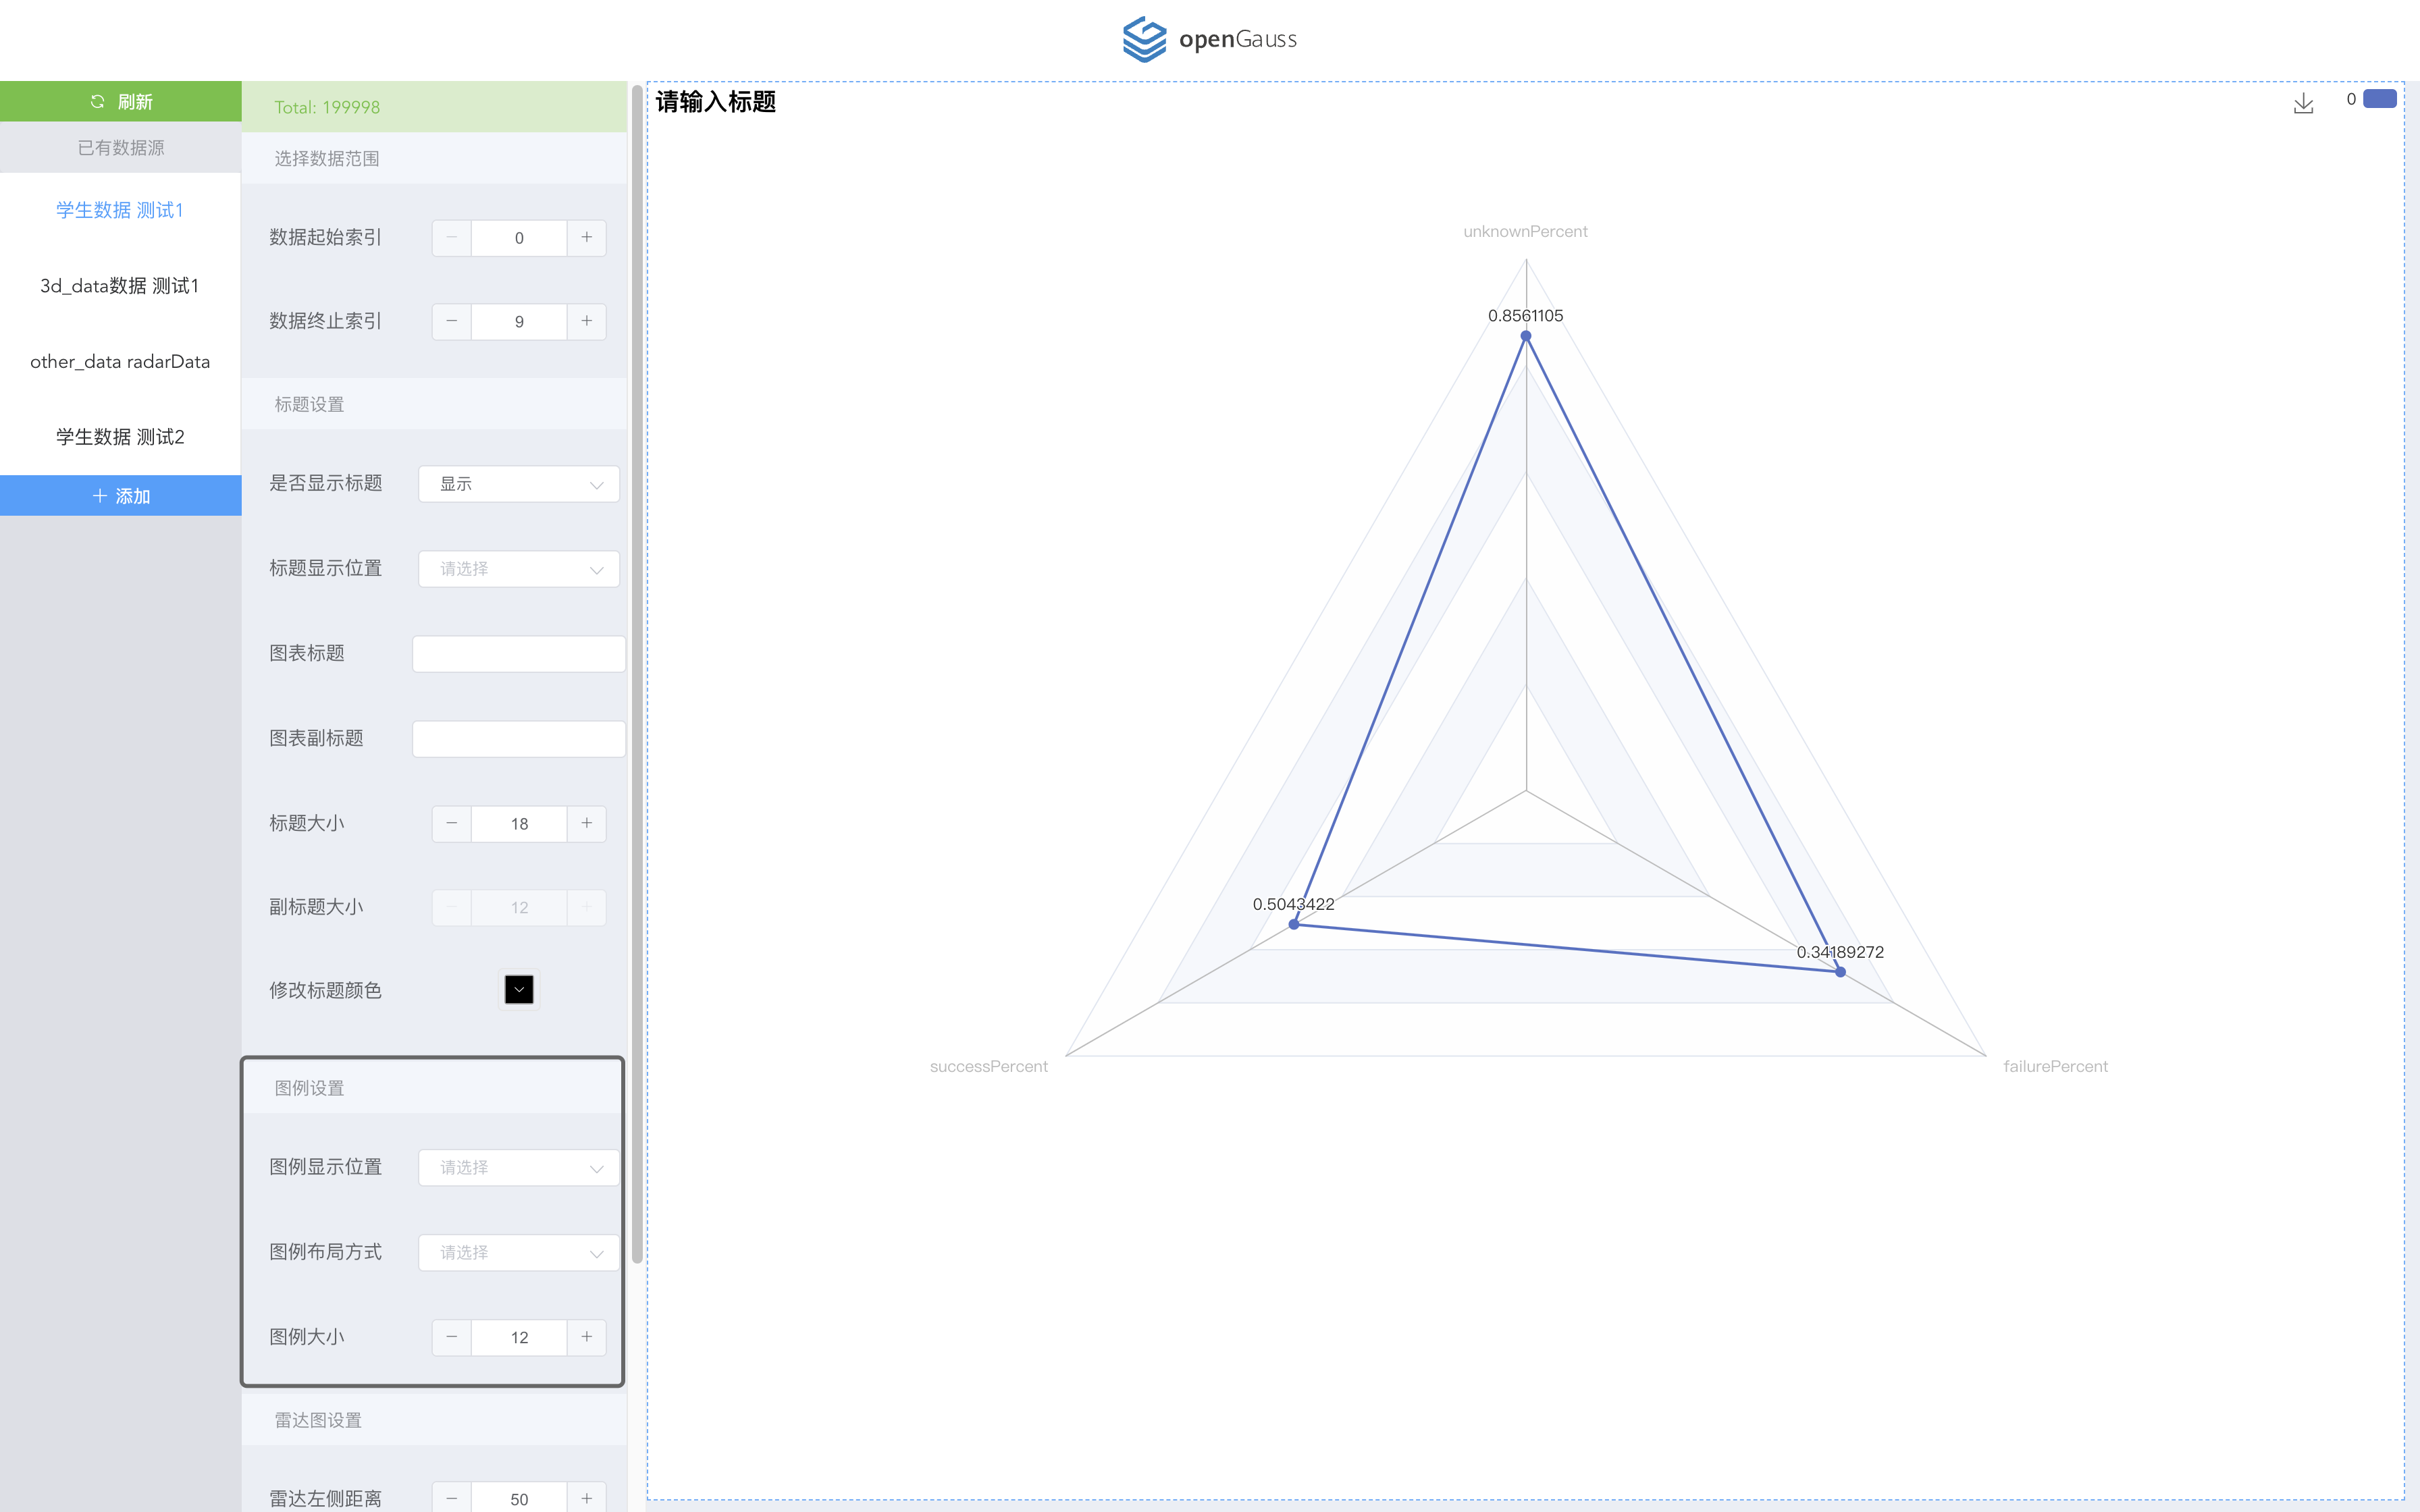 openGauss
刷新
已有数据源
学生数据 测试1
3d_data数据 测试1
other_data radarData
学生数据 测试2
添加
Total: 199998
选择数据范围
数据起始索引 0
数据终止索引 9
标题设置
是否显示标题 显示
标题显示位置 请选择
图表标题
图表副标题
标题大小 18
副标题大小 12
修改标题颜色
图例设置
图例显示位置 请选择
图例布局方式 请选择
图例大小 12
雷达图设置
雷达左侧距离 50
请输入标题
0
unknownPercent
0.8561105
0.5043422
0.34189272
successPercent
failurePercent